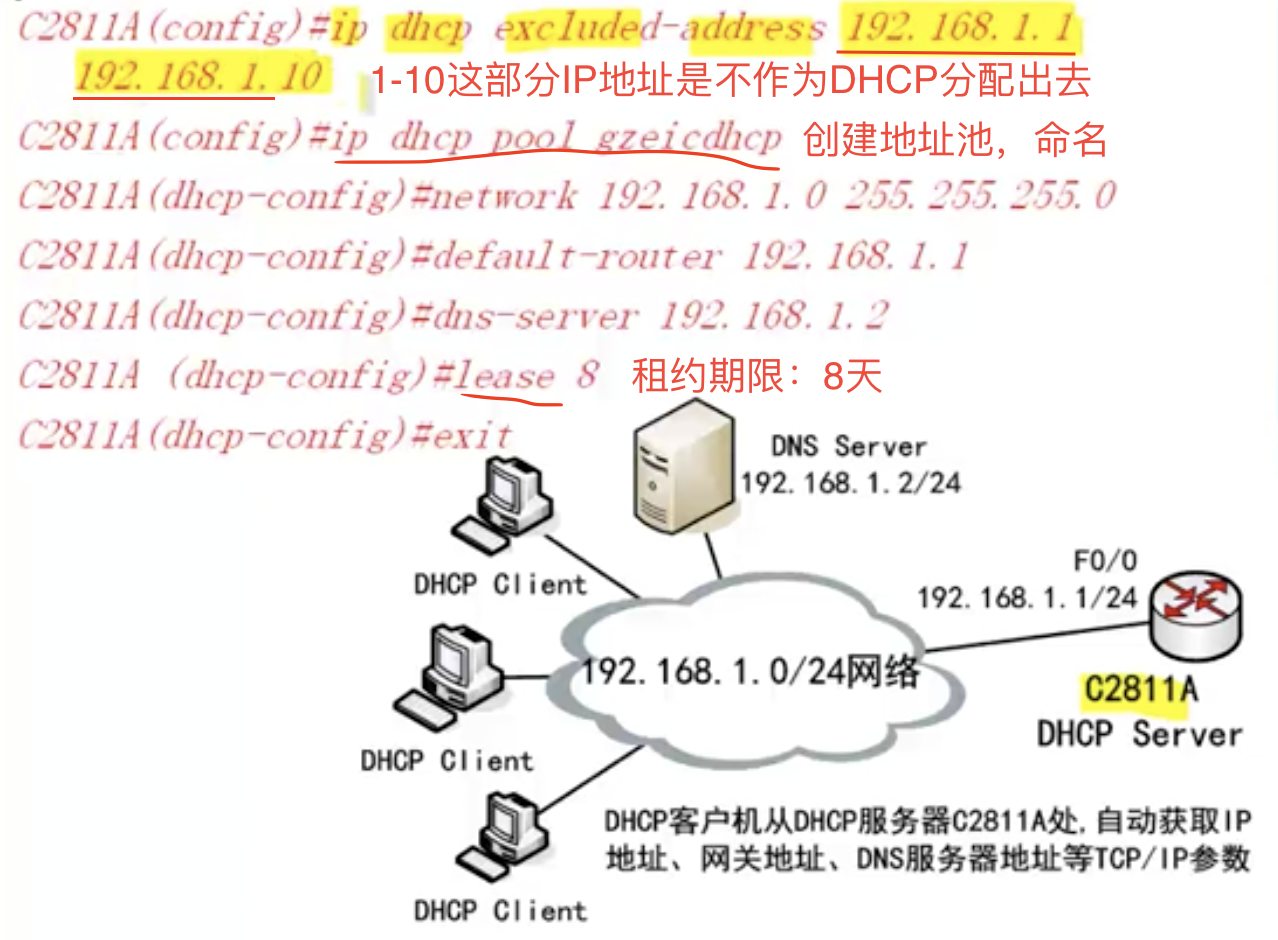 C2811A(config)#ip dhcp excluded-address 192.168.1.1
192.168.1.10 1-10这部分IP地址是不作为DHCP分配出去
C2811A(config)#ip dhcp pool gzeicdhcp 创建地址池，命名
C2811A(dhcp-config)#network 192.168.1.0 255.255.255.0
C2811A(dhcp-config)#default-router 192.168.1.1
C2811A(dhcp-config)#dns-server 192.168.1.2
C2811A (dhcp-config)#lease 8 租约期限：8天
C2811A(dhcp-config)#exit
DNS Server
192.168.1.2/24
DHCP Client
F0/0
192.168.1.1/24
192.168.1.0/24网络
C2811A
DHCP Server
DHCP Client
DHCP客户机从DHCP服务器C2811A处,自动获取IP
地址、网关地址、DNS服务器地址等TCP/IP参数
DHCP Client